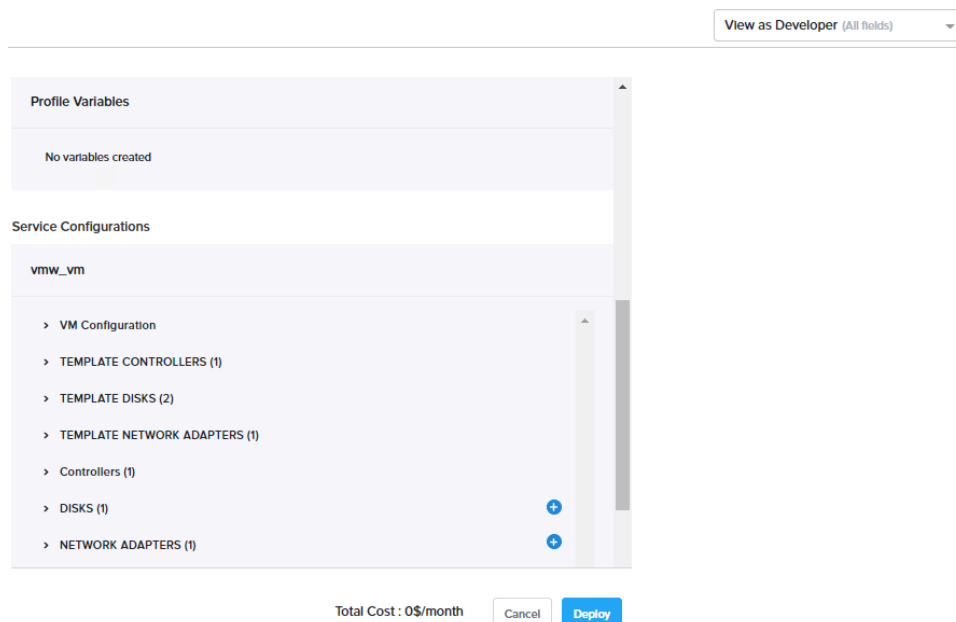 View as Developer (All fields)
Profile Variables
No variables created
Service Configurations
vmw_vm
VM Configuration
TEMPLATE CONTROLLERS (1)
TEMPLATE DISKS (2)
TEMPLATE NETWORK ADAPTERS (1)
Controllers (1)
DISKS (1)
NETWORK ADAPTERS (1)
Total Cost : 0$/month Cancel Deploy